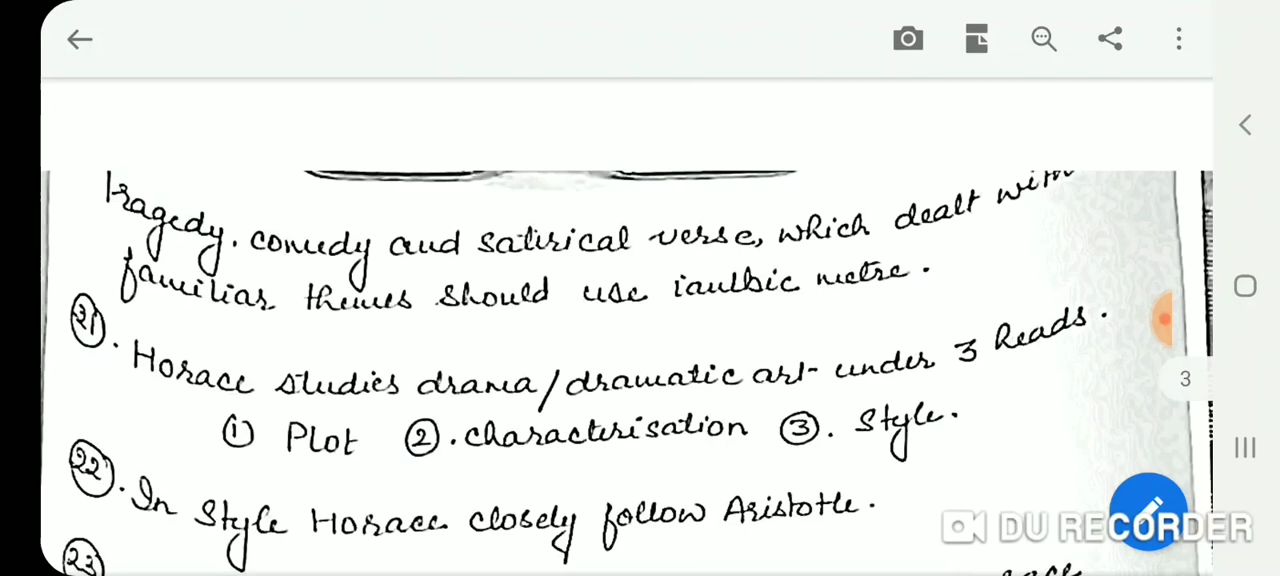 Tragedy. comedy and satirical verse, which dealt with
familiar themes should use iambic metre.
21. Horace studies drama/dramatic art under 3 heads.
1 Plot 2. characterisation 3. Style.
22. In Style Horace closely follow Aristotle.
23
3
DU RECORDER